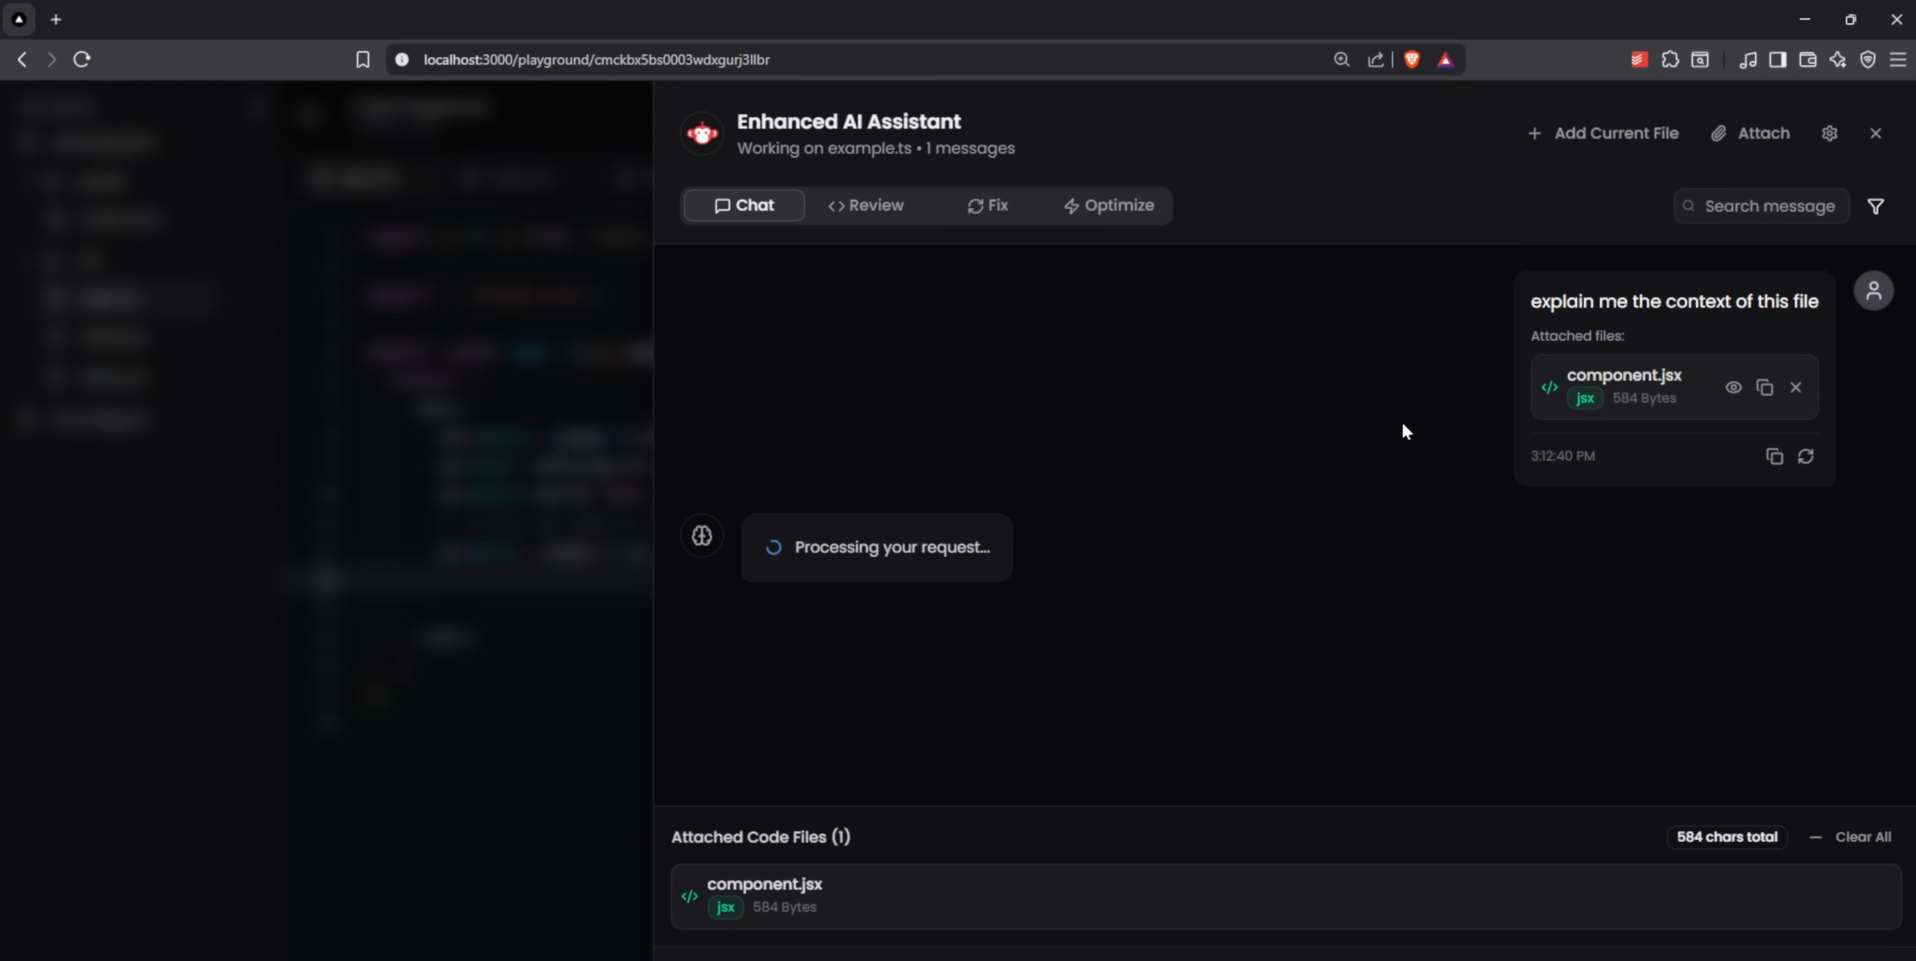 localhost:3000/playground/cmckbx5bs0003wdxgurj3llbr
Enhanced AI Assistant
Working on example.ts • 1 messages
Add Current File
Attach
Chat
Review
Fix
Optimize
Search message
explain me the context of this file
Attached files:
component.jsx
jsx 584 Bytes
3:12:40 PM
Processing your request...
Attached Code Files (1)
584 chars total
Clear All
component.jsx
jsx 584 Bytes